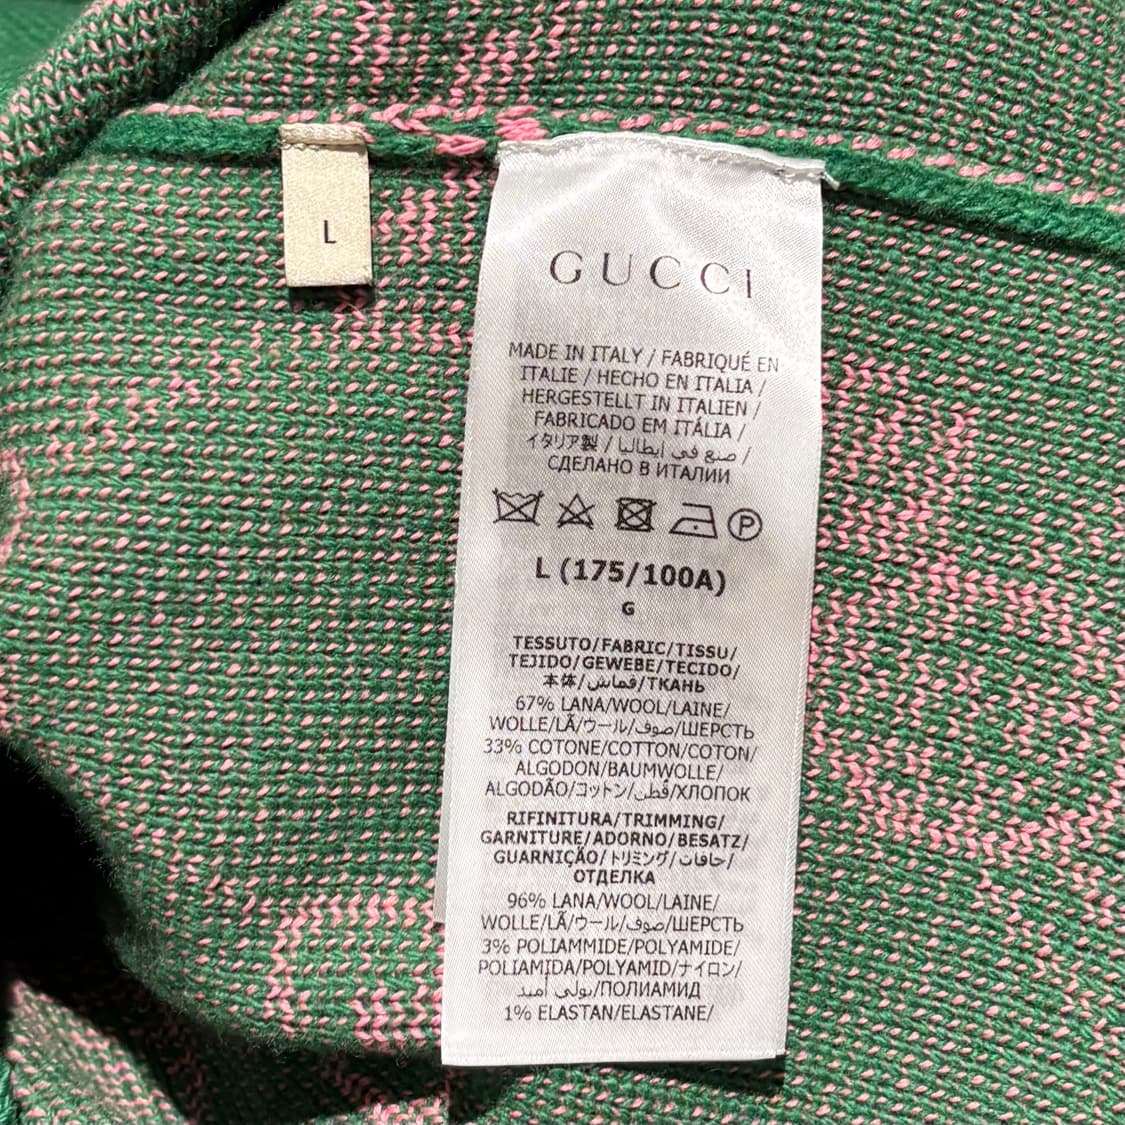 L
GUCCI
MADE IN ITALY / FABRIQUÉ EN
ITALIE / HECHO EN ITALIA /
HERGESTELLT IN ITALIEN /
FABRICADO EM ITÁLIA /
イタリア製 / صنع في ايطاليا /
СДЕЛАНО В ИТАЛИИ
P
L (175/100A)
G
TESSUTO/FABRIC/TISSU/
TEJIDO/GEWEBE/TECIDO/
本体/قماش/ТКАНЬ
67% LANA/WOOL/LAINE/
WOLLE/LÃ/ウール/صوف/ШЕРСТЬ
33% COTONE/COTTON/COTON/
ALGODON/BAUMWOLLE/
ALGODÃO/コットン/قطن/ХЛОПОК
RIFINITURA/TRIMMING/
GARNITURE/ADORNO/BESATZ/
GUARNIÇÃO/トリミング/حافات/
ОТДЕЛКА
96% LANA/WOOL/LAINE/
WOLLE/LÃ/ウール/صوف/ШЕРСТЬ
3% POLIAMMIDE/POLYAMIDE/
POLIAMIDA/POLYAMID/ナイロン/
بولي أميد/ПОЛИАМИД
1% ELASTAN/ELASTANE/